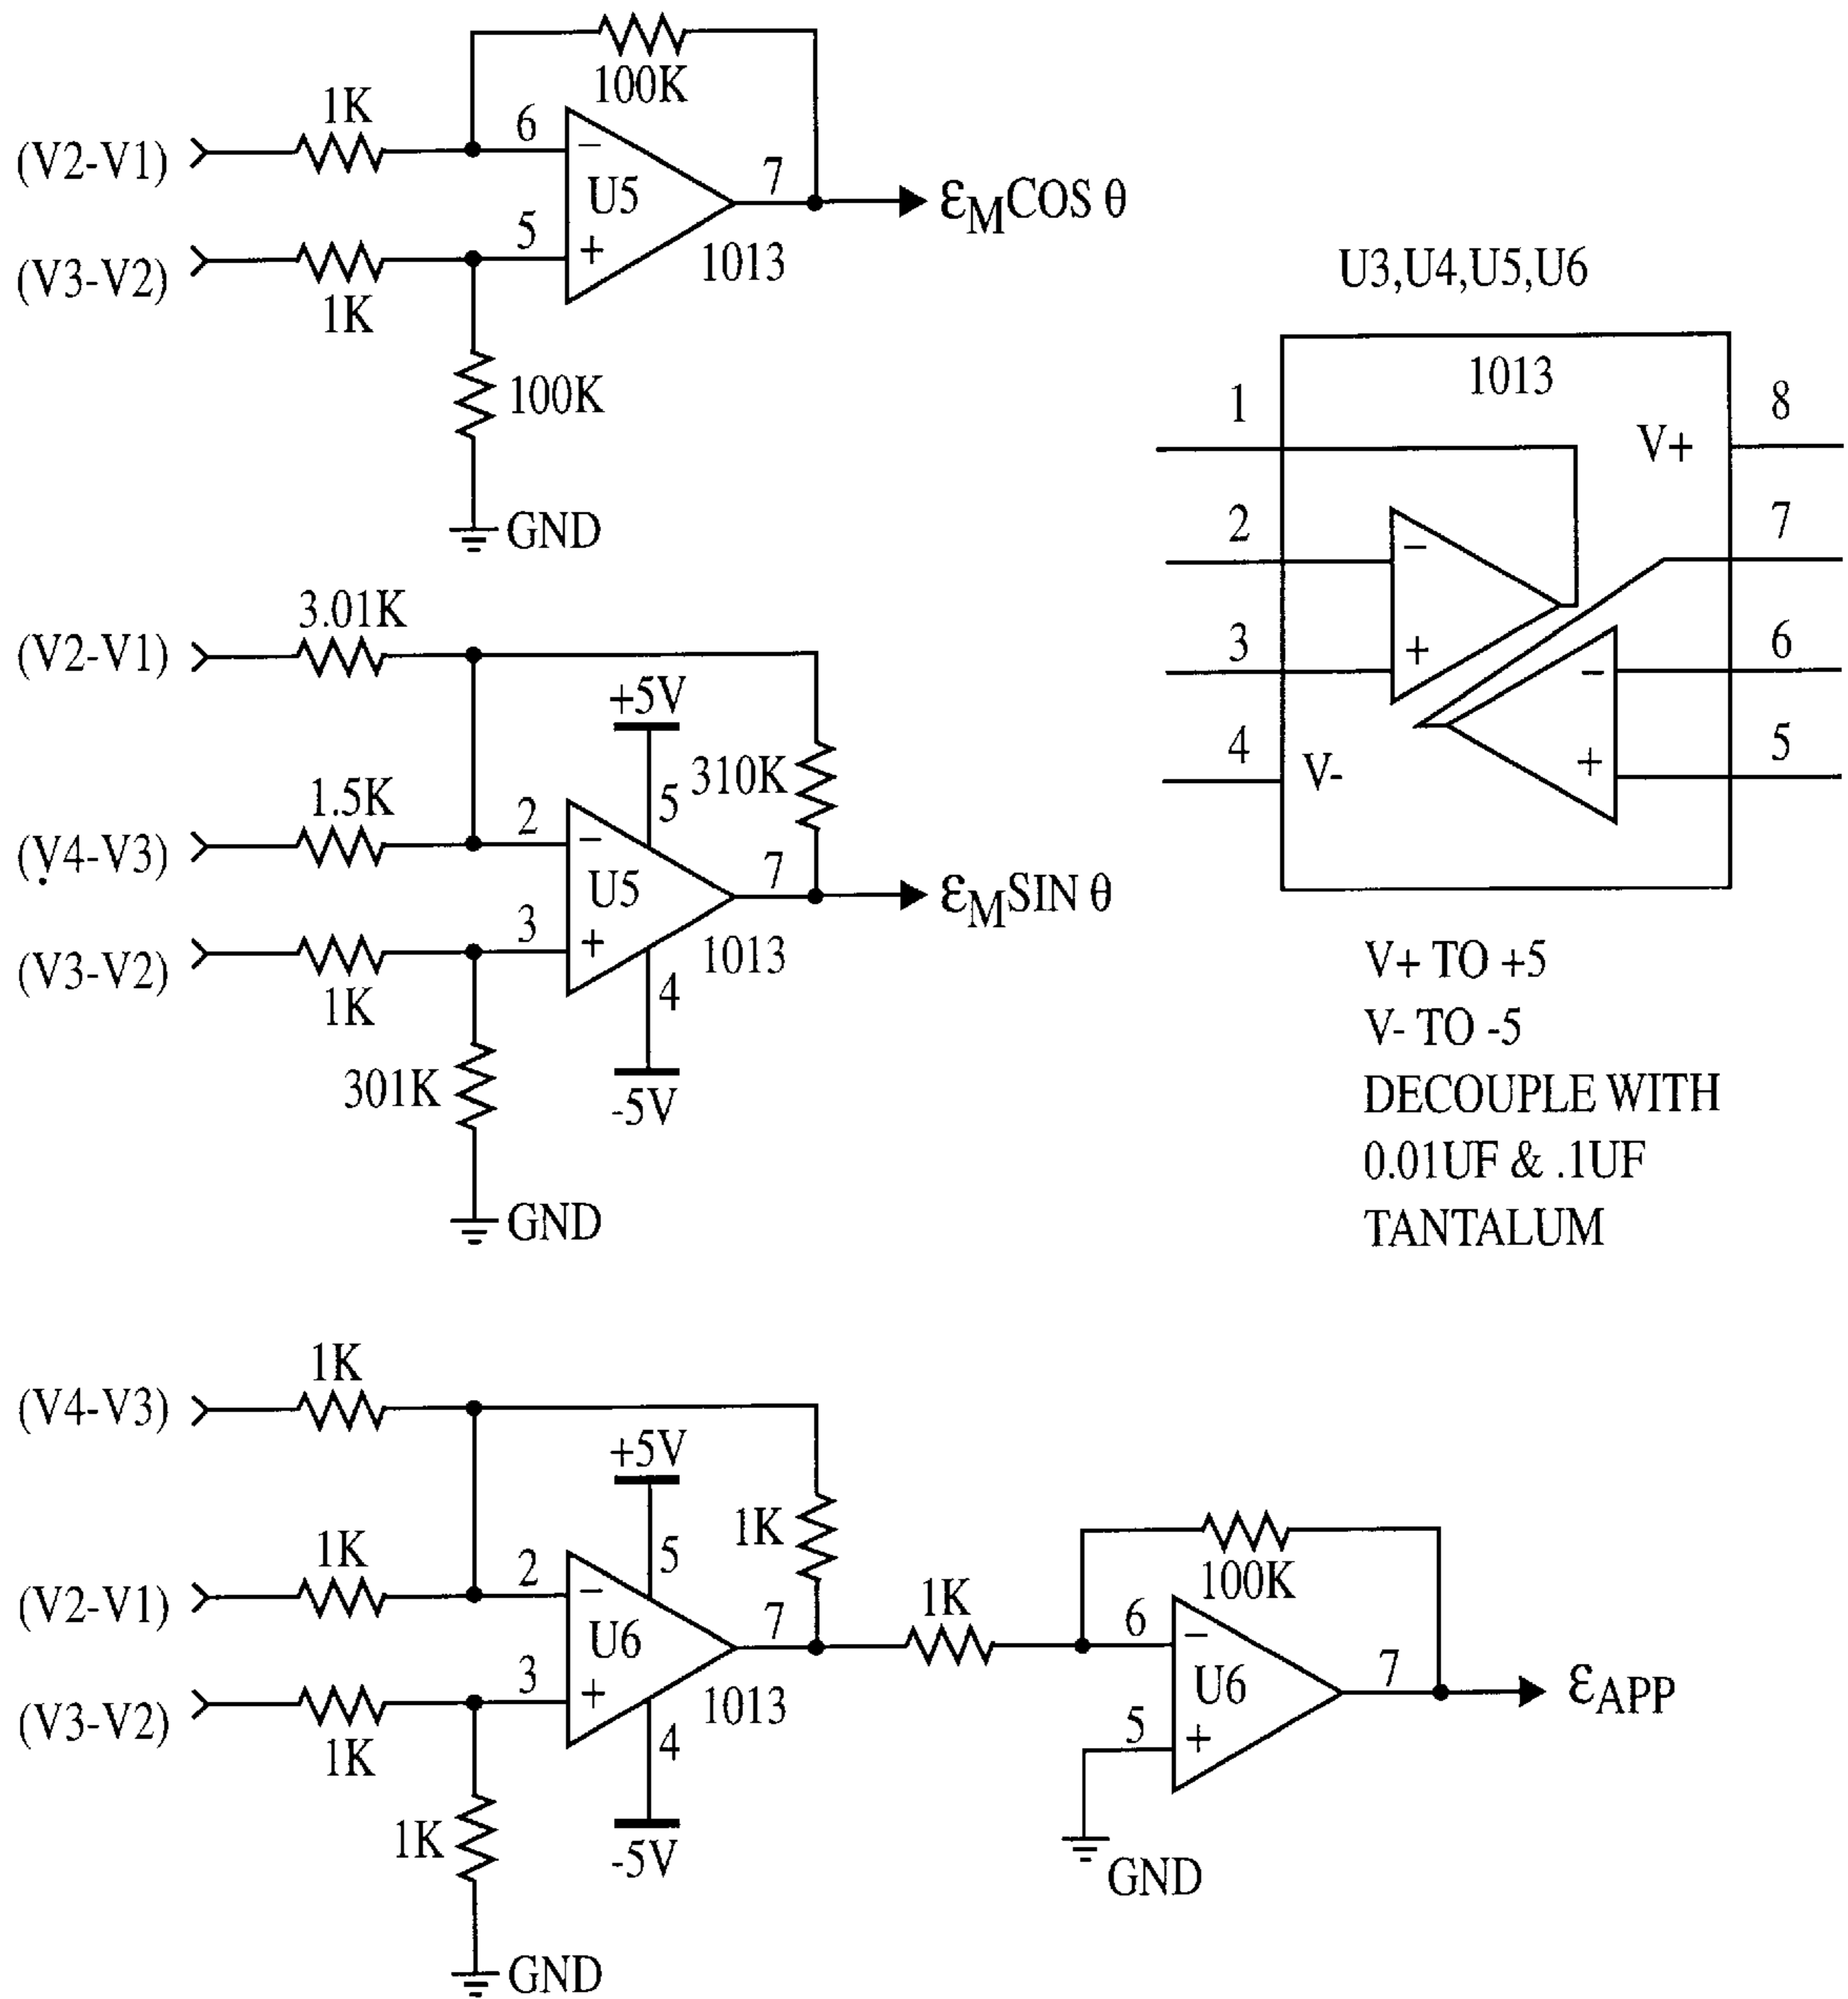 100K
1K
(V2-V1)
6
−
U5
7
εMCOS θ
5
+
1013
(V3-V2)
1K
100K
GND
U3,U4,U5,U6
1013
1
8
V+
2
−
7
3
+
6
−
4
V-
5
+
V+ TO +5
V- TO -5
DECOUPLE WITH
0.01UF & .1UF
TANTALUM
3.01K
(V2-V1)
+5V
310K
1.5K
5
(V4-V3)
2
−
U5
7
εMSIN θ
3
+
1013
(V3-V2)
1K
4
301K
-5V
GND
1K
(V4-V3)
+5V
1K
1K
5
(V2-V1)
2
−
U6
7
3
+
1013
(V3-V2)
1K
4
1K
-5V
GND
100K
1K
6
−
U6
7
εAPP
5
+
GND